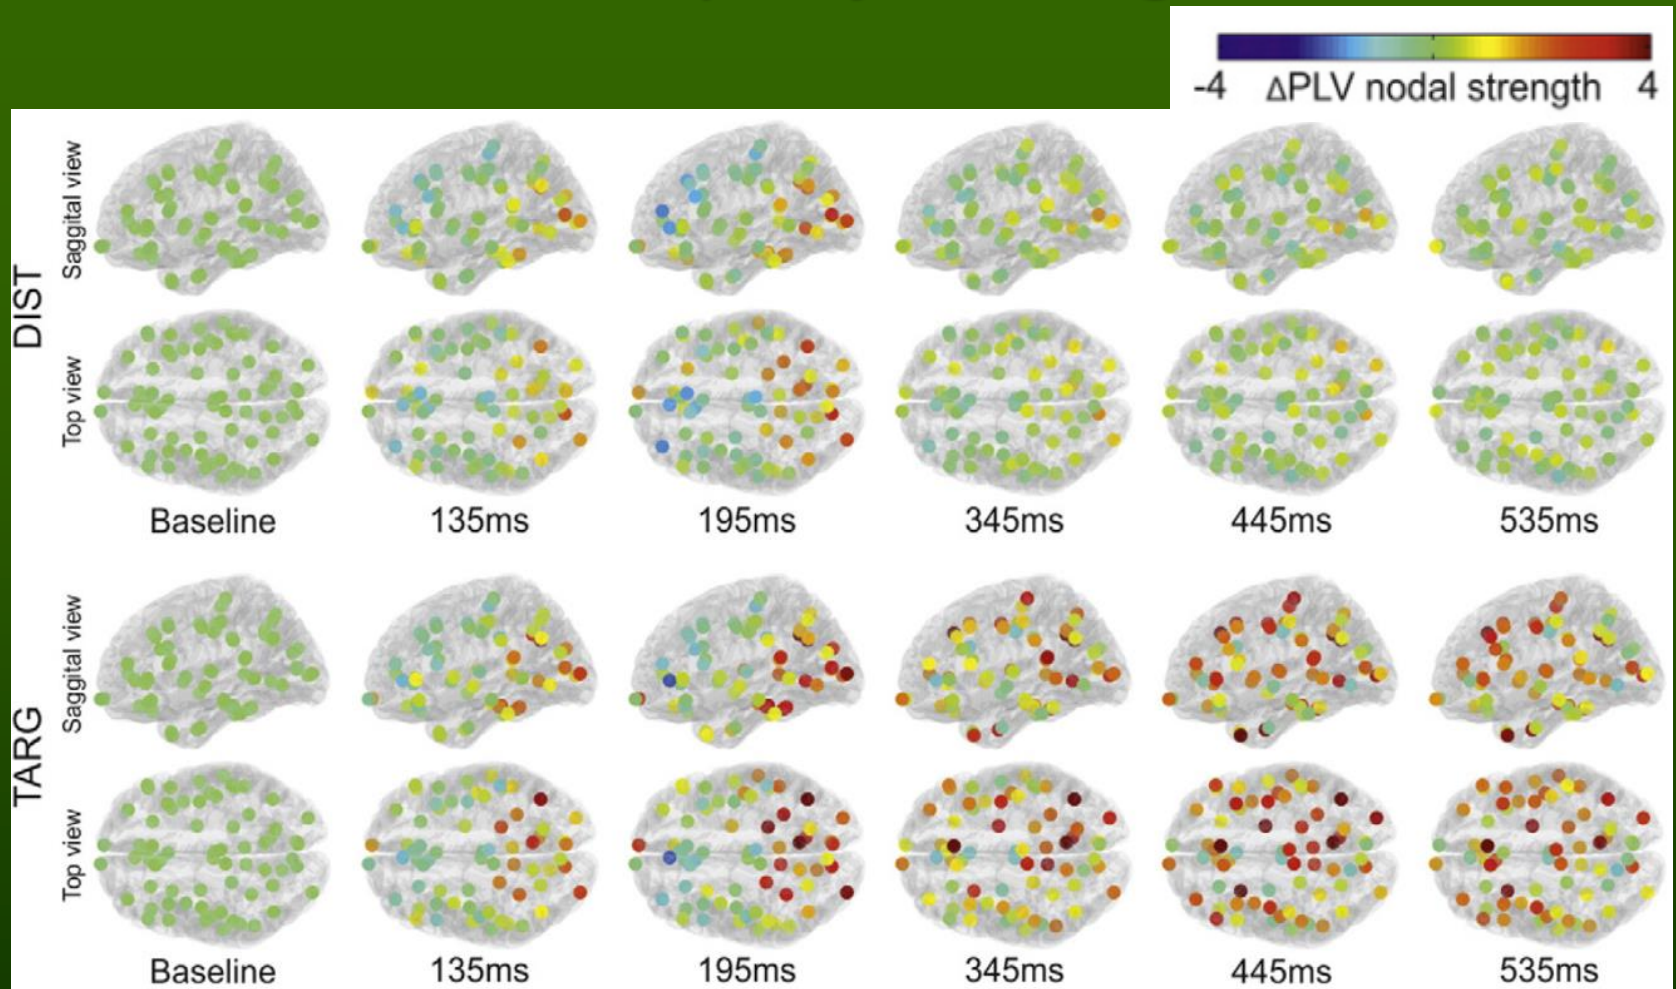 -4 ΔPLV nodal strength 4
DIST
Saggital view
Top view
Baseline 135ms 195ms 345ms 445ms 535ms
TARG
Saggital view
Top view
Baseline 135ms 195ms 345ms 445ms 535ms